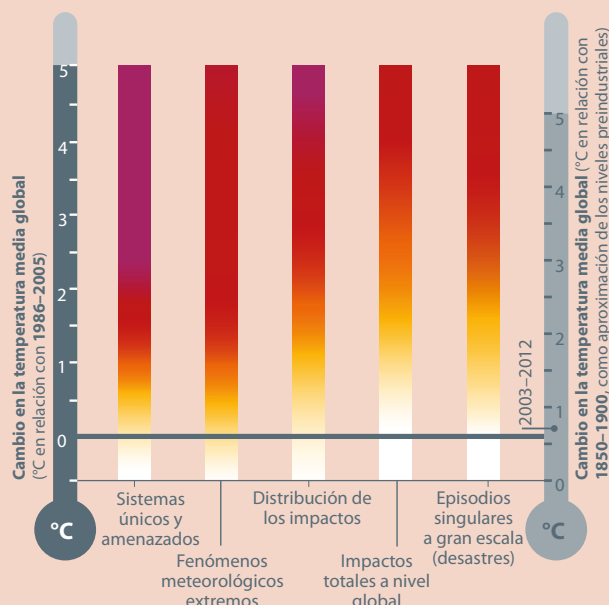 Cambio en la temperatura media global
(°C en relación con 1986–2005)
5
4
3
2
1
0
°C
Sistemas
únicos y
amenazados
Fenómenos
meteorológicos
extremos
Distribución de
los impactos
Impactos
totales a nivel
global
Episodios
singulares
a gran escala
(desastres)
2003–2012
5
4
3
2
1
0
°C
Cambio en la temperatura media global (°C en relación con
1850–1900, como aproximación de los niveles preindustriales)